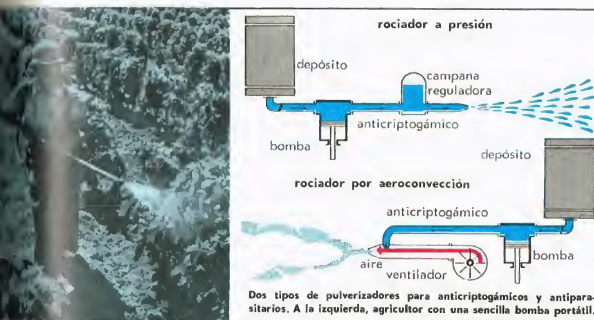 rociador a presión
depósito
campana
reguladora
anticriptogámico
bomba
depósito
rociador por aeroconvección
anticriptogámico
bomba
aire
ventilador
Dos tipos de pulverizadores para anticriptogámicos y antipara-
sitarios. A la izquierda, agricultor con una sencilla bomba portátil.